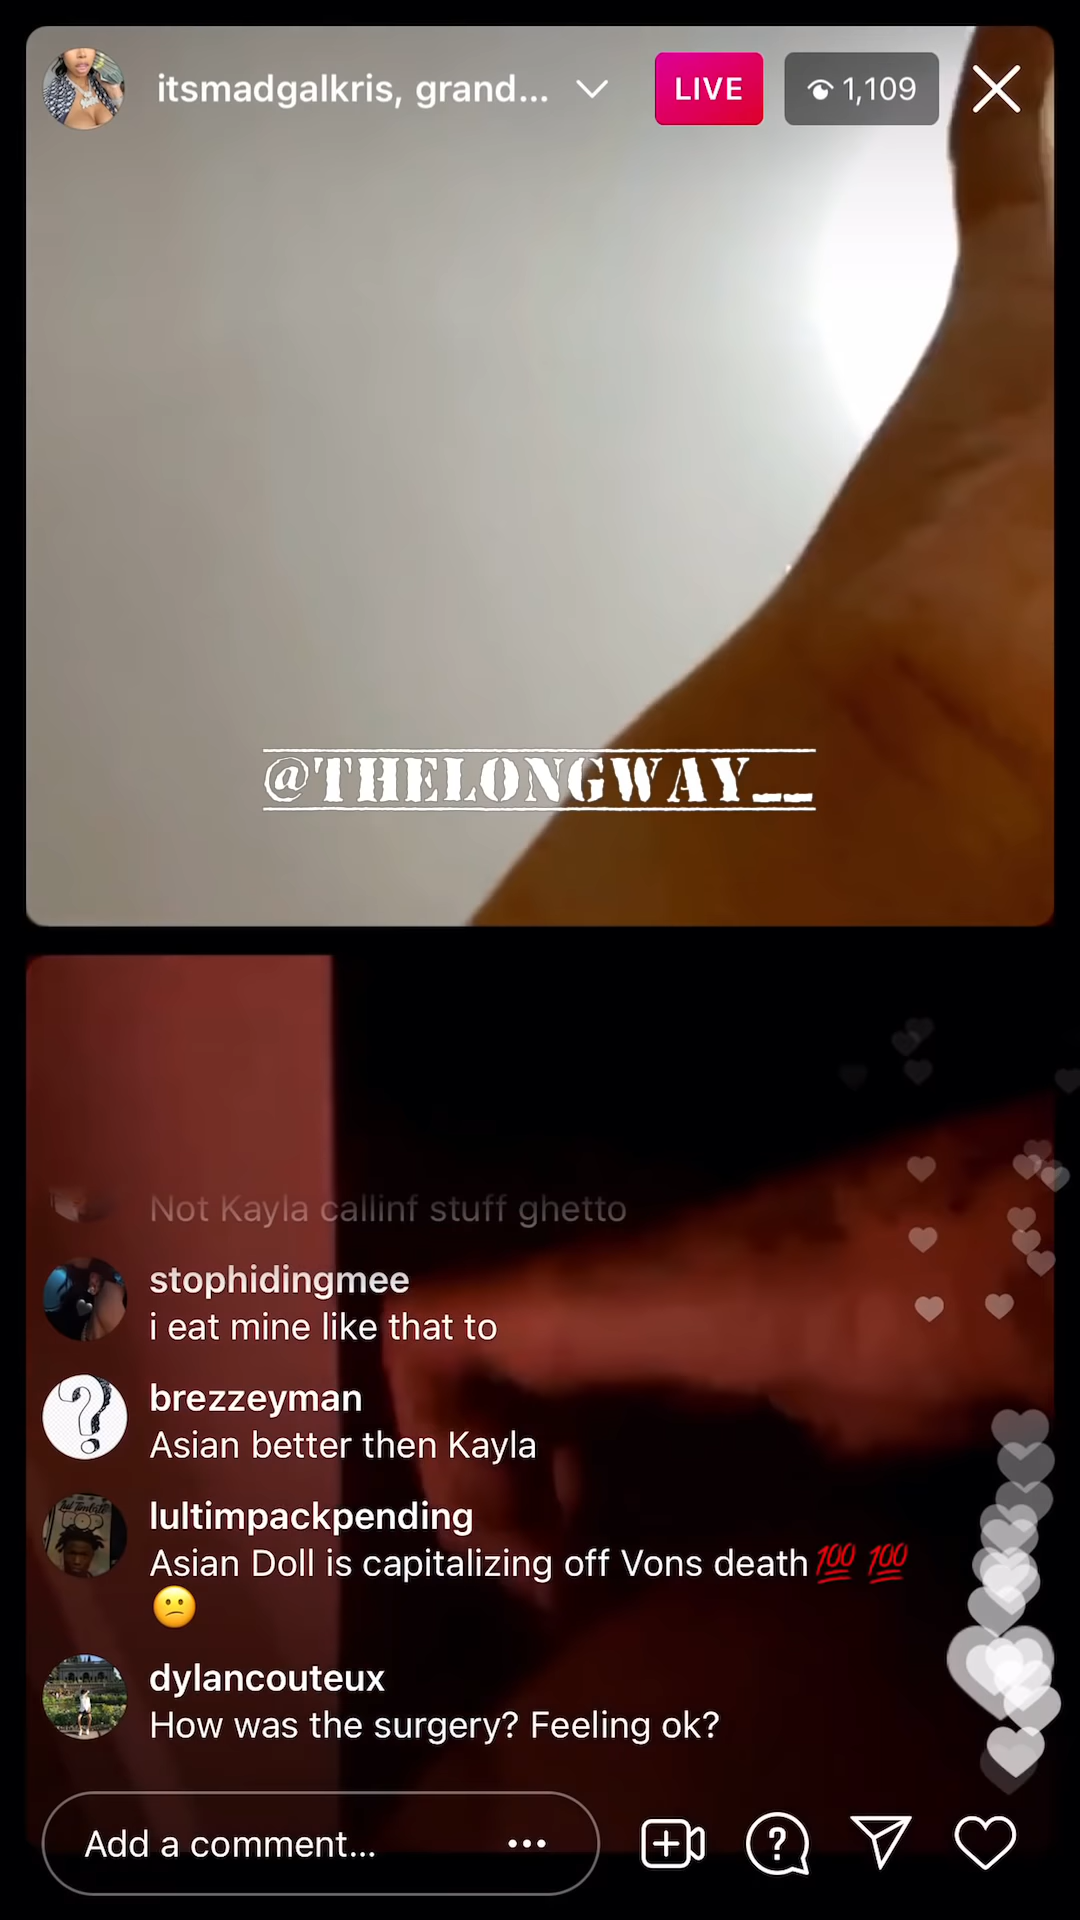 itsmadgalkris, grand...
LIVE
1,109
@THELONGWAY__
Not Kayla callinf stuff ghetto
stophidingmee
i eat mine like that to
brezzeyman
Asian better then Kayla
lultimpackpending
Asian Doll is capitalizing off Vons death💯💯
😕
dylancouteux
How was the surgery? Feeling ok?
Add a comment...